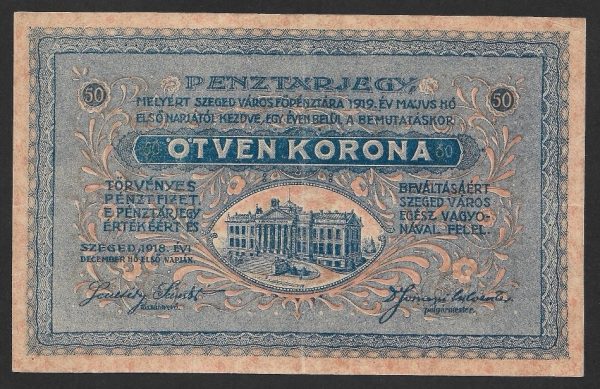 PÉNZTÁRJEGY,
50 MELYÉRT SZEGED VÁROS FŐPÉNZTÁRA 1919. ÉV MÁJUS HÓ 50
ELSŐ NAPJÁTÓL KEZDVE, EGY ÉVEN BELÜL A BEMUTATÁSKOR
50 ÖTVEN KORONA 50
TÖRVÉNYES
PÉNZT FIZET.
E PÉNZTÁRJEGY
ÉRTÉKÉÉRT ÉS
BEVÁLTÁSÁÉRT
SZEGED VÁROS
EGÉSZ VAGYO-
NÁVAL FELEL.
SZEGED, 1918. ÉVI
DECEMBER HÓ ELSŐ NAPJÁN.
polgármester.